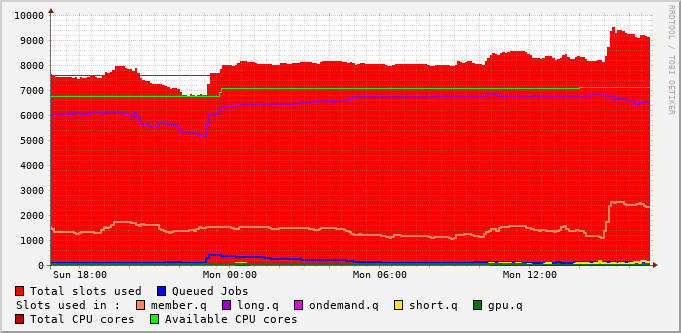 10000
9000
8000
7000
6000
5000
4000
3000
2000
1000
0
Sun 18:00 Mon 00:00 Mon 06:00 Mon 12:00
RRDTOOL / TOBI OETIKER
Total slots used Queued Jobs
Slots used in : member.q long.q ondemand.q short.q gpu.q
Total CPU cores Available CPU cores